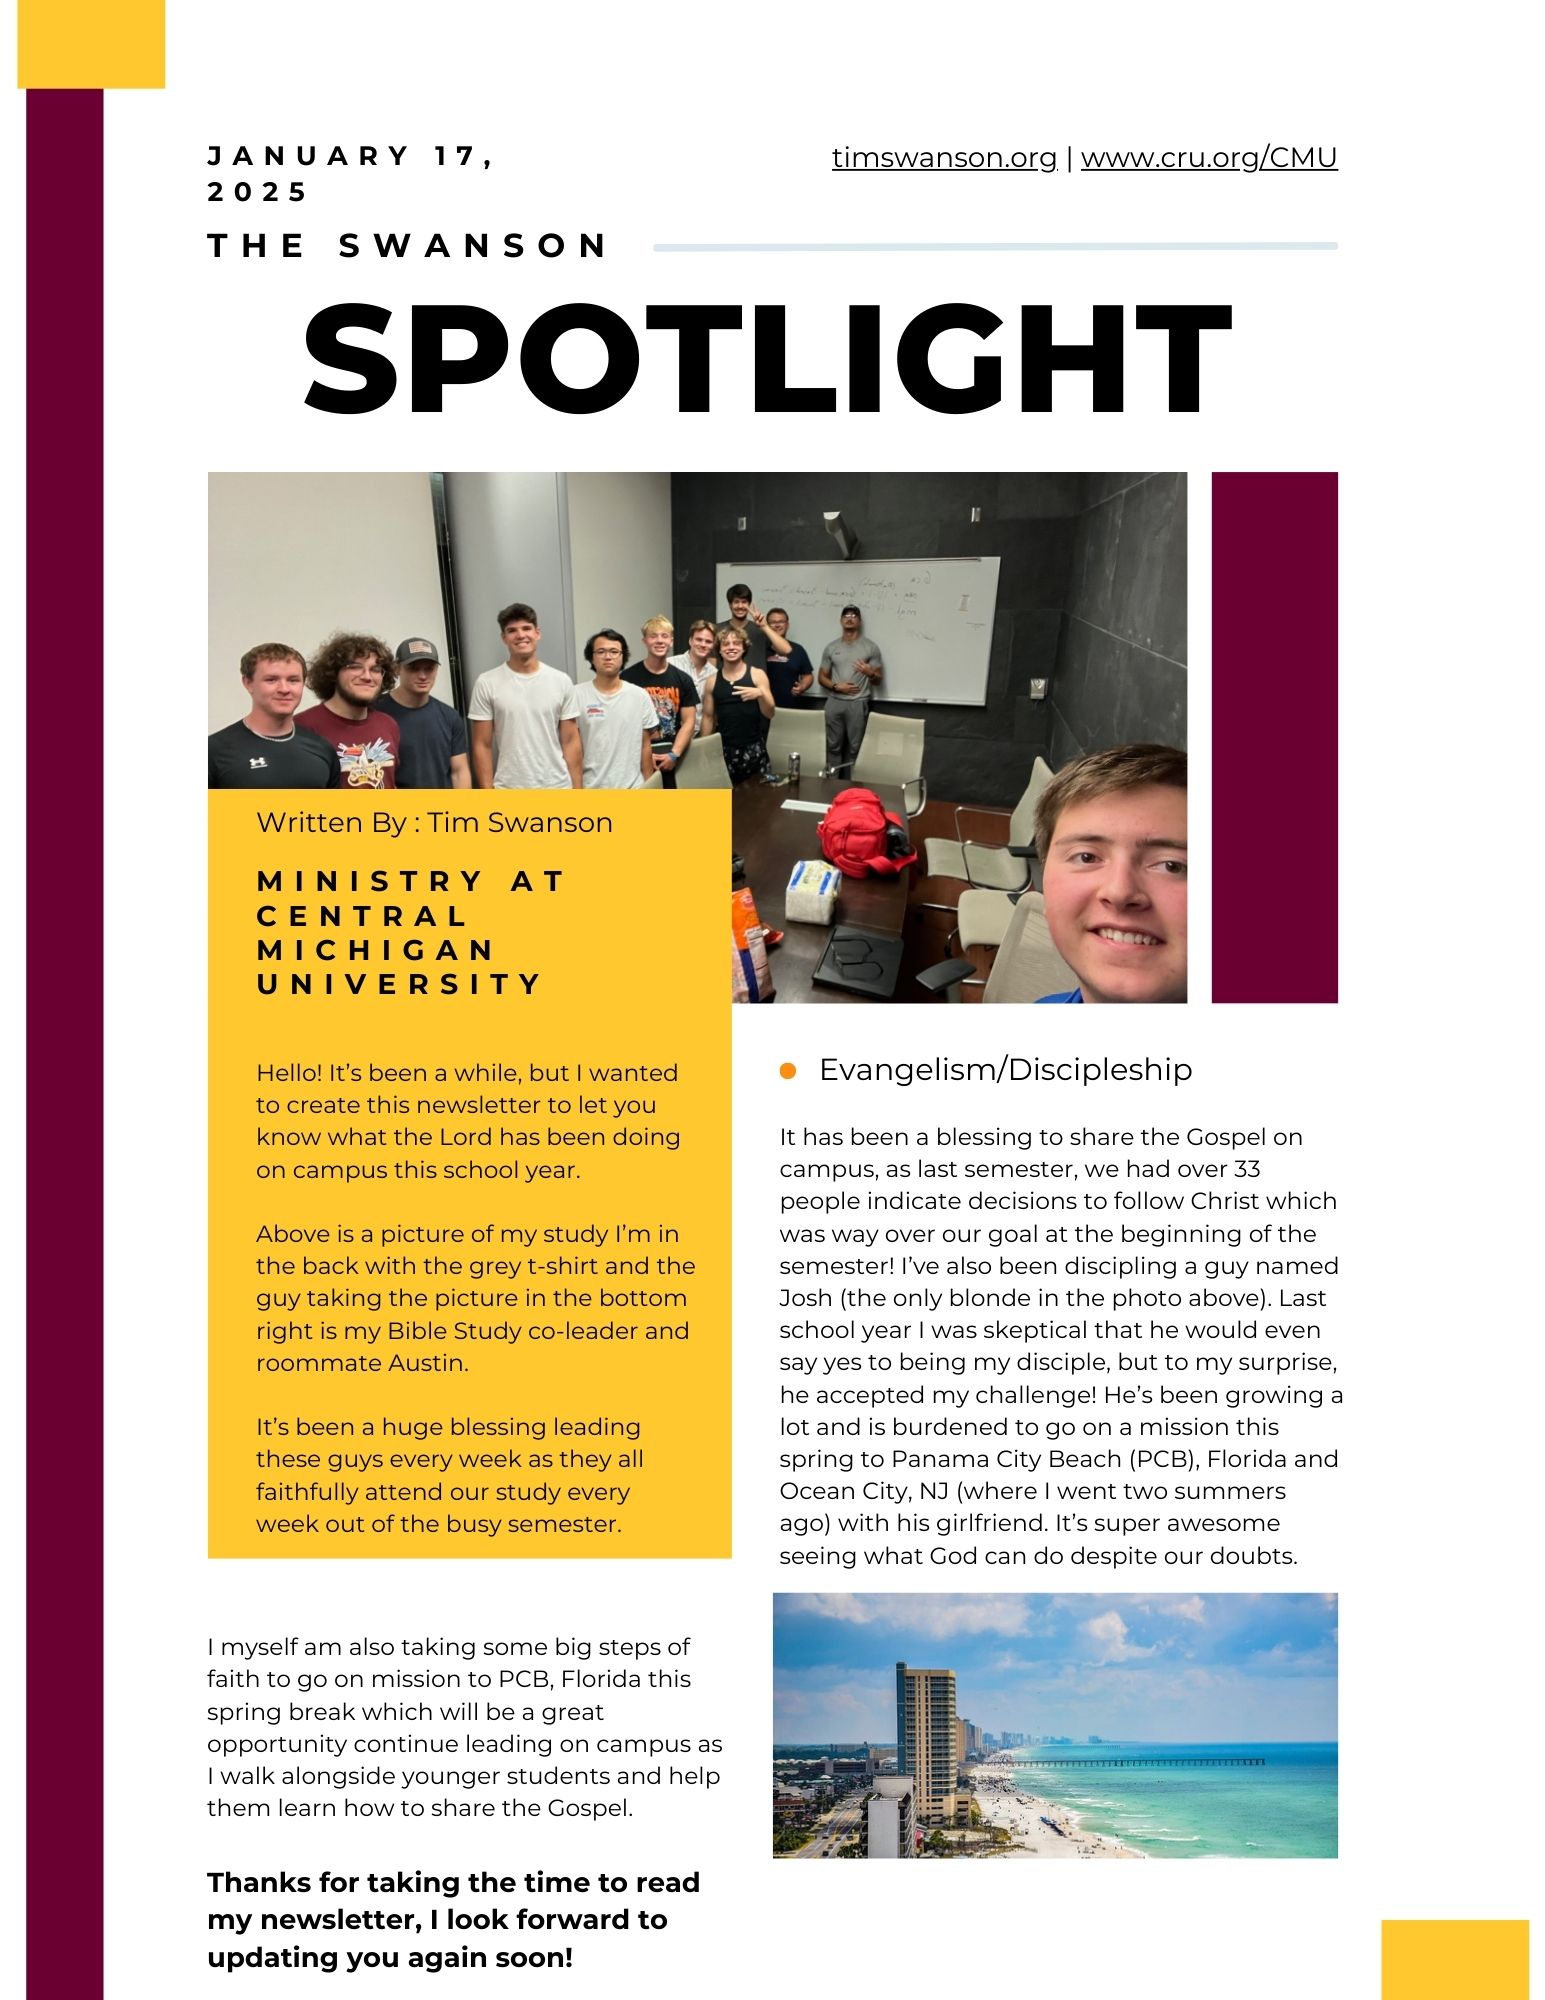 JANUARY 17,
2025
timswanson.org | www.cru.org/CMU
THE SWANSON
SPOTLIGHT
Written By : Tim Swanson
MINISTRY AT
CENTRAL
MICHIGAN
UNIVERSITY
Hello! It’s been a while, but I wanted
to create this newsletter to let you
know what the Lord has been doing
on campus this school year.
Above is a picture of my study I’m in
the back with the grey t-shirt and the
guy taking the picture in the bottom
right is my Bible Study co-leader and
roommate Austin.
It’s been a huge blessing leading
these guys every week as they all
faithfully attend our study every
week out of the busy semester.
Evangelism/Discipleship
It has been a blessing to share the Gospel on
campus, as last semester, we had over 33
people indicate decisions to follow Christ which
was way over our goal at the beginning of the
semester! I’ve also been discipling a guy named
Josh (the only blonde in the photo above). Last
school year I was skeptical that he would even
say yes to being my disciple, but to my surprise,
he accepted my challenge! He’s been growing a
lot and is burdened to go on a mission this
spring to Panama City Beach (PCB), Florida and
Ocean City, NJ (where I went two summers
ago) with his girlfriend. It’s super awesome
seeing what God can do despite our doubts.
I myself am also taking some big steps of
faith to go on mission to PCB, Florida this
spring break which will be a great
opportunity continue leading on campus as
I walk alongside younger students and help
them learn how to share the Gospel.
Thanks for taking the time to read
my newsletter, I look forward to
updating you again soon!